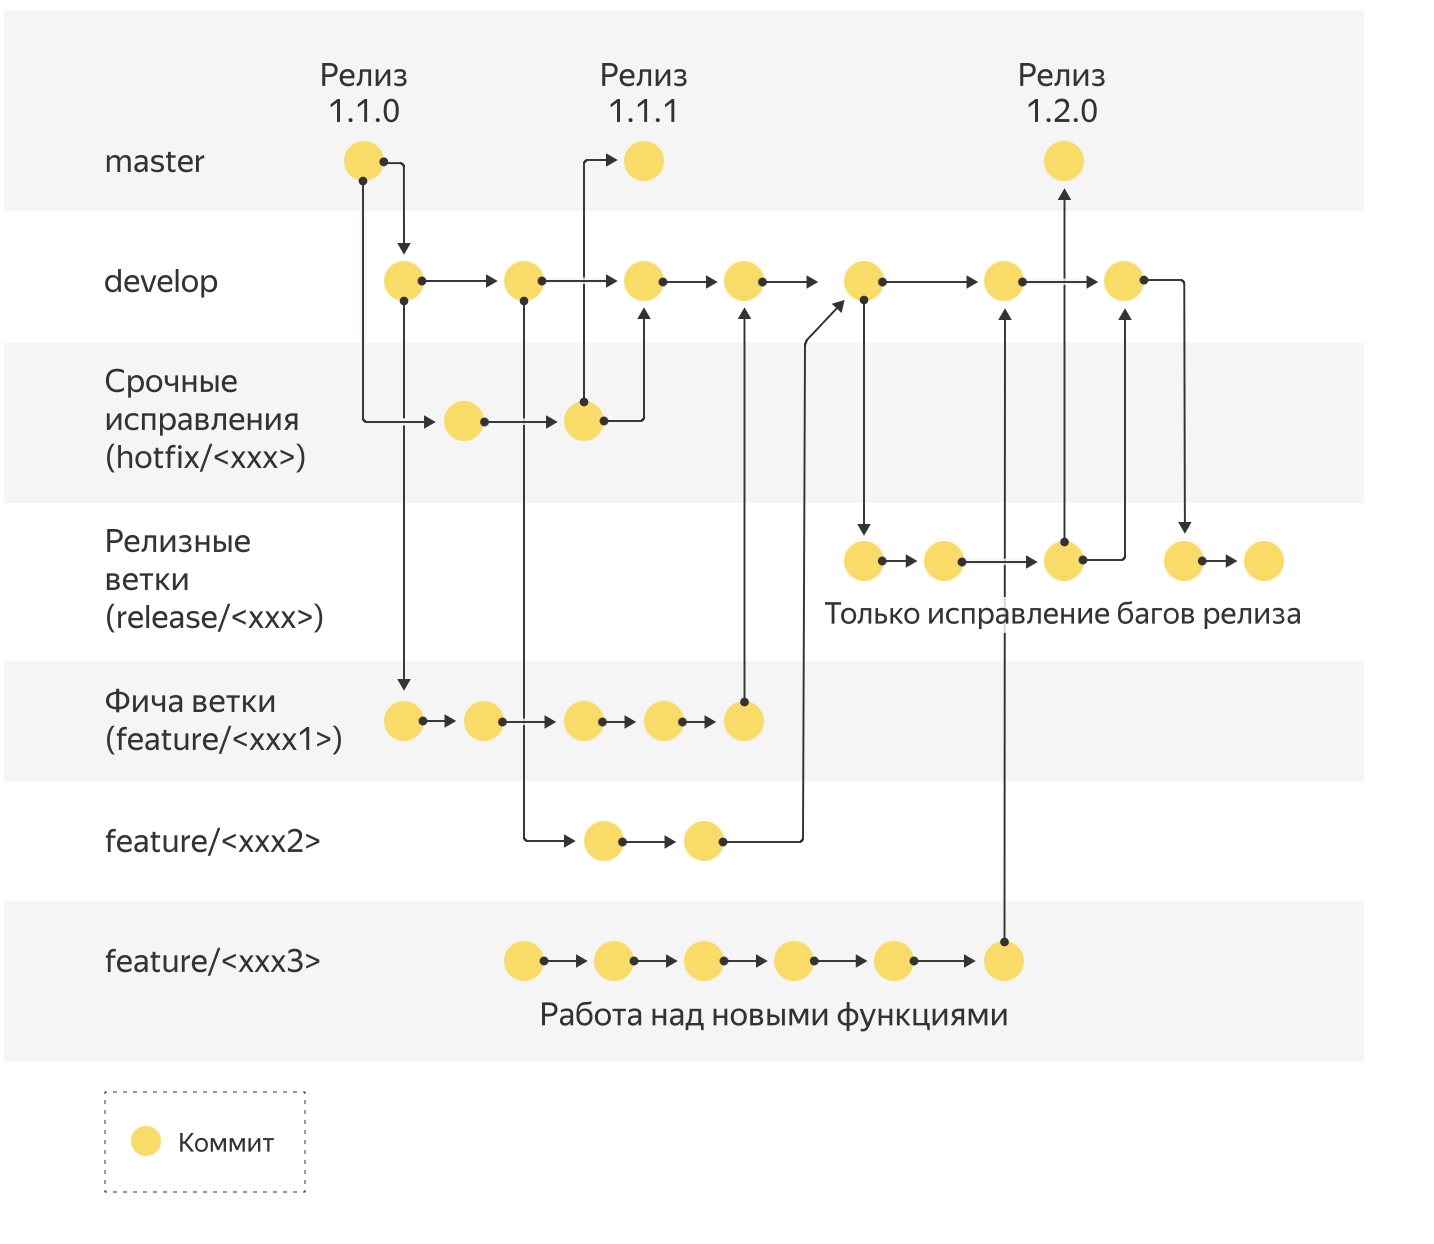 Релиз
1.1.0
Релиз
1.1.1
Релиз
1.2.0
master
develop
Срочные
исправления
(hotfix/<xxx>)
Релизные
ветки
(release/<xxx>)
Только исправление багов релиза
Фича ветки
(feature/<xxx1>)
feature/<xxx2>
feature/<xxx3>
Работа над новыми функциями
Коммит